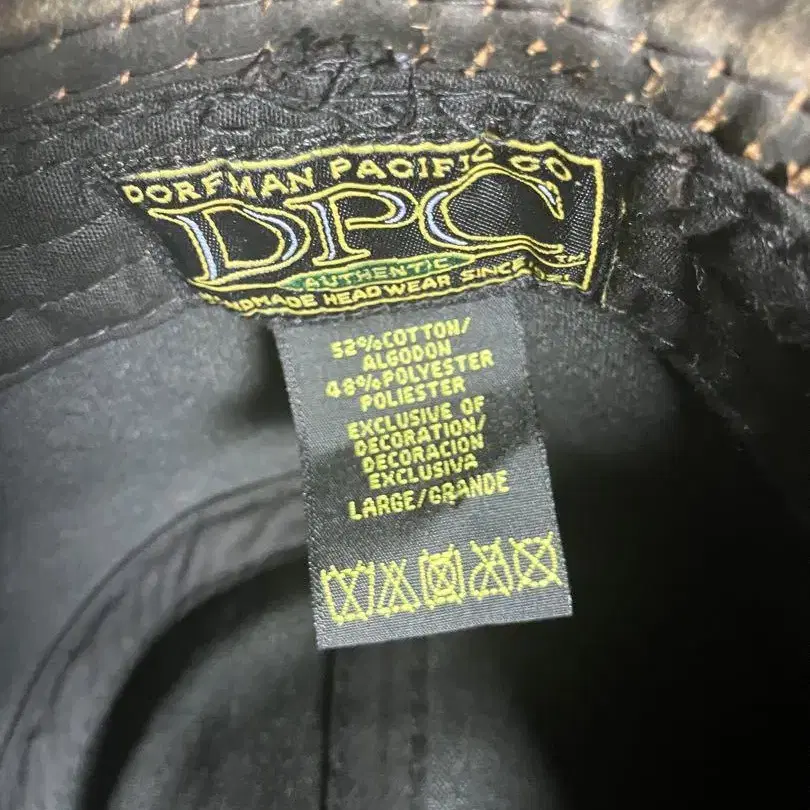 DORFMAN PACIFIC CO
DPC
AUTHENTIC
HANDMADE HEADWEAR SINCE
52%COTTON/
ALGODON
48%POLYESTER
POLIESTER
EXCLUSIVE OF
DECORATION/
DECORACION
EXCLUSIVA
LARGE/GRANDE